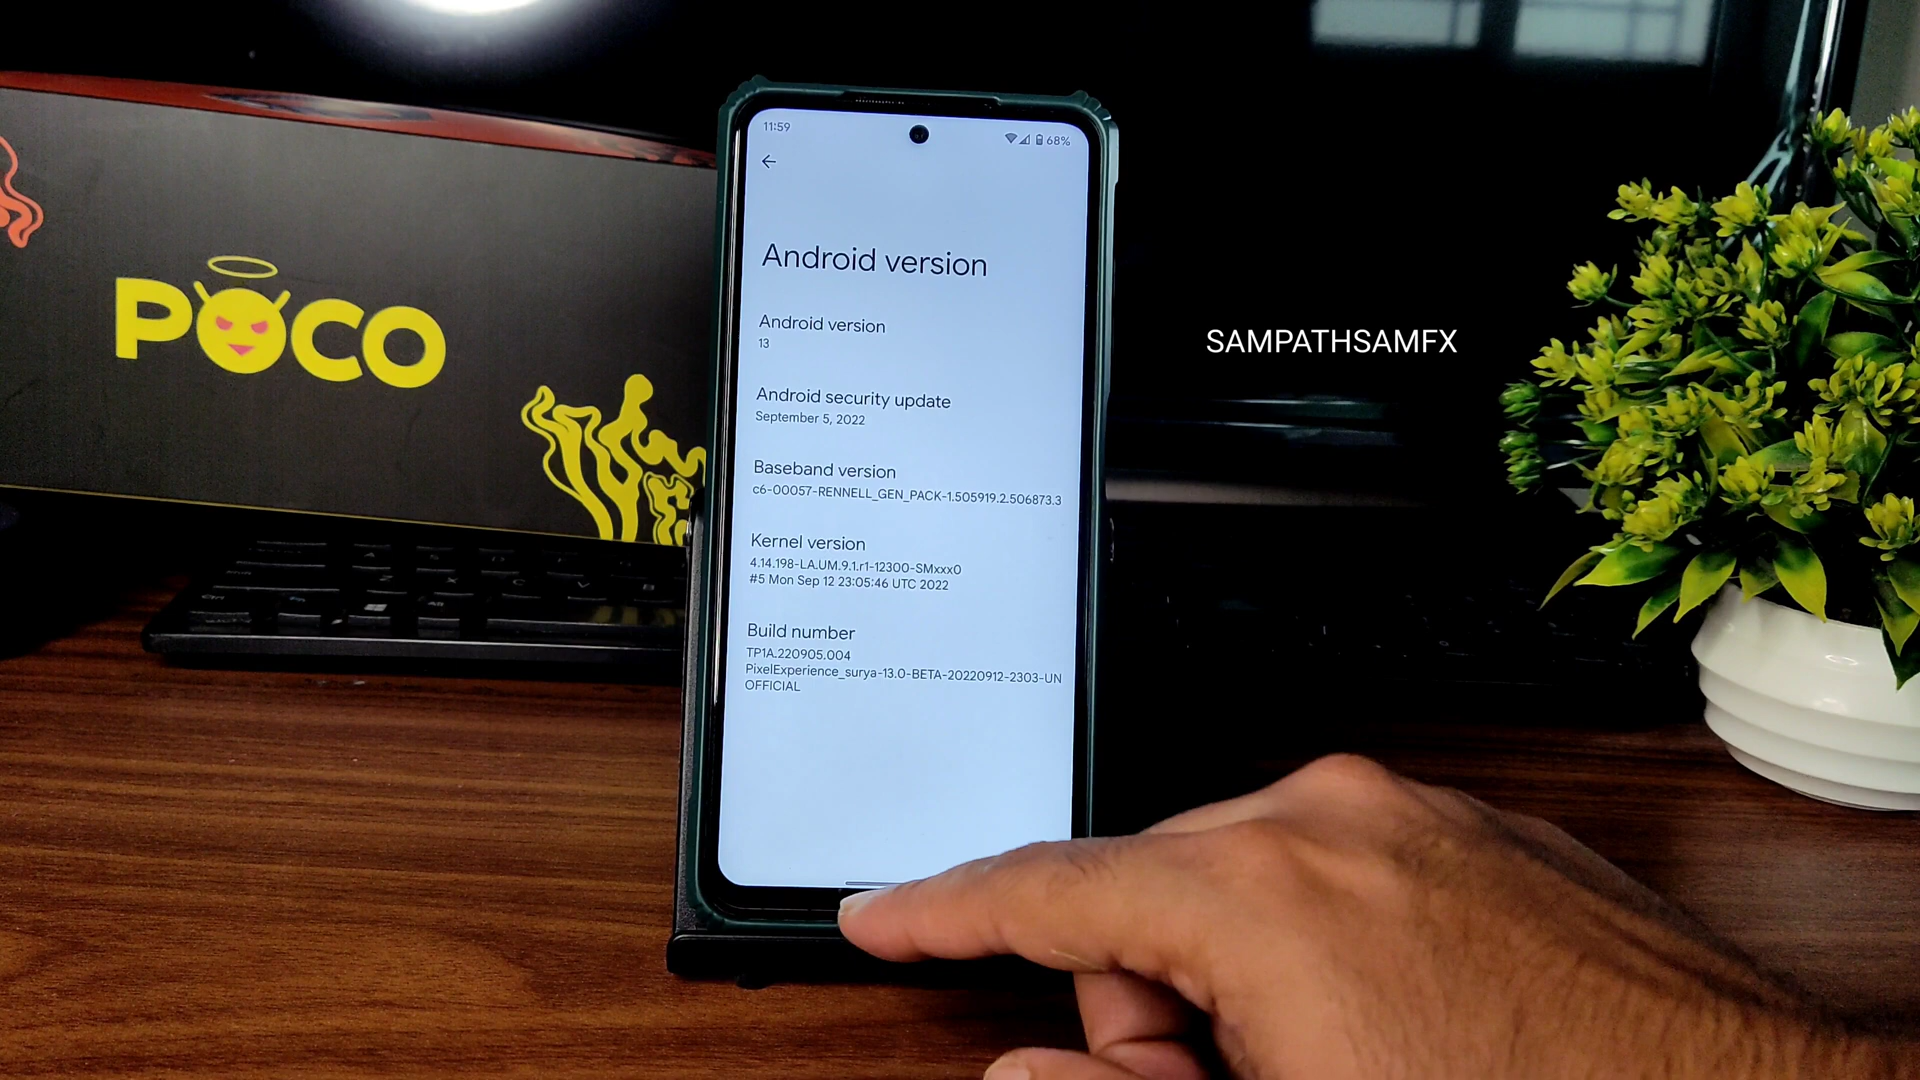 POCO
11:59
68%
Android version
Android version
13
Android security update
September 5, 2022
Baseband version
c6-00057-RENNELL_GEN_PACK-1.505919.2.506873.3
Kernel version
4.14.198-LA.UM.9.1.r1-12300-SMxxx0
#5 Mon Sep 12 23:05:46 UTC 2022
Build number
TP1A.220905.004
PixelExperience_surya-13.0-BETA-20220912-2303-UN
OFFICIAL
SAMPATHSAMFX
Ctrl
Alt
Z
X
C
B